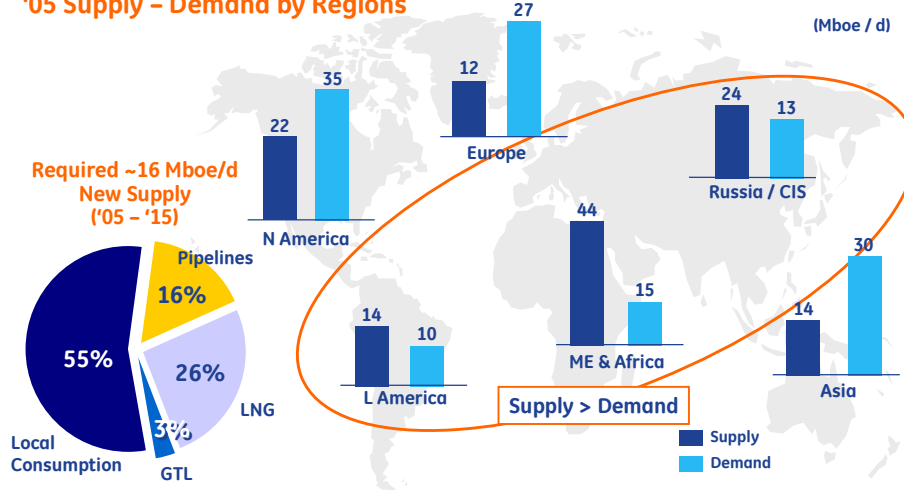 '05 Supply – Demand by Regions
(Mboe / d)
27
12
35
22
Europe
24
13
Russia / CIS
Required ~16 Mboe/d
New Supply
('05 – '15)
N America
44
15
ME & Africa
30
14
Asia
14
10
L America
Pipelines
16%
55%
26%
3%
LNG
Local
Consumption
GTL
Supply > Demand
Supply
Demand